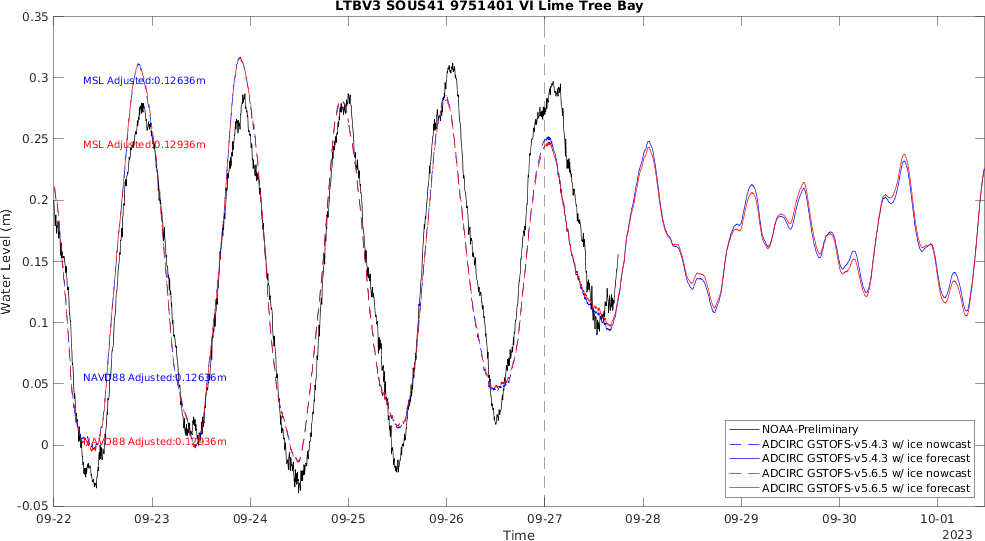 LTBV3 SOUS41 9751401 VI Lime Tree Bay
0.35
0.3
0.25
0.2
0.15
0.1
0.05
0
-0.05
Water Level (m)
MSL Adjusted:0.12636m
MSL Adjusted:0.12936m
NAVD88 Adjusted:0.12636m
NAVD88 Adjusted:0.12936m
NOAA-Preliminary
ADCIRC GSTOFS-v5.4.3 w/ ice nowcast
ADCIRC GSTOFS-v5.4.3 w/ ice forecast
ADCIRC GSTOFS-v5.6.5 w/ ice nowcast
ADCIRC GSTOFS-v5.6.5 w/ ice forecast
09-22 09-23 09-24 09-25 09-26 09-27 09-28 09-29 09-30 10-01
Time
2023